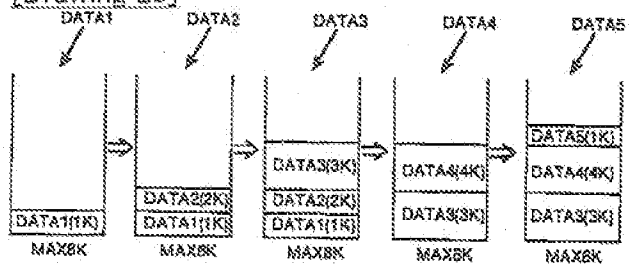 DATA1 DATA2 DATA3 DATA4 DATA5
DATA5(1K)
DATA3(3K) DATA4(4K) DATA4(4K)
DATA2(2K) DATA2(2K)
DATA1(1K) DATA1(1K) DATA1(1K) DATA3(3K) DATA3(3K)
MAX8K MAX8K MAX8K MAX8K MAX8K